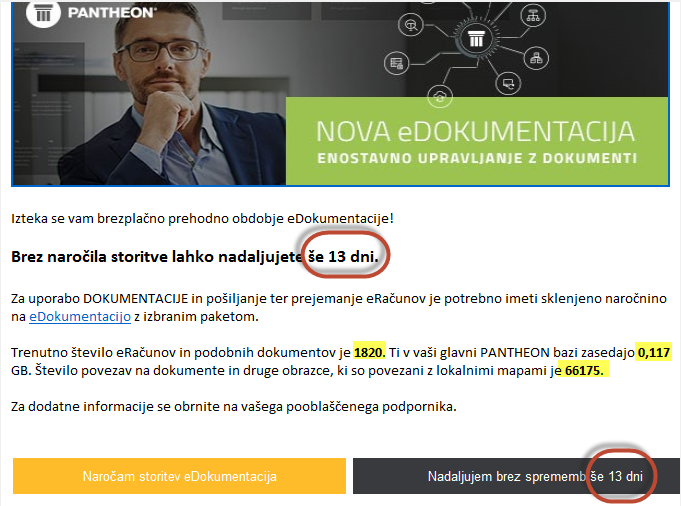 PANTHEON®
NOVA eDOKUMENTACIJA
ENOSTAVNO UPRAVLJANJE Z DOKUMENTI
Izteka se vam brezplačno prehodno obdobje eDokumentacije!
Brez naročila storitve lahko nadaljujete še 13 dni.
Za uporabo DOKUMENTACIJE in pošiljanje ter prejemanje eRačunov je potrebno imeti sklenjeno naročnino
na eDokumentacijo z izbranim paketom.
Trenutno število eRačunov in podobnih dokumentov je 1820. Ti v vaši glavni PANTHEON bazi zasedajo 0,117
GB. Število povezav na dokumente in druge obrazce, ki so povezani z lokalnimi mapami je 66175.
Za dodatne informacije se obrnite na vašega pooblaščenega podpornika.
Naročam storitev eDokumentacija
Nadaljujem brez sprememb še 13 dni